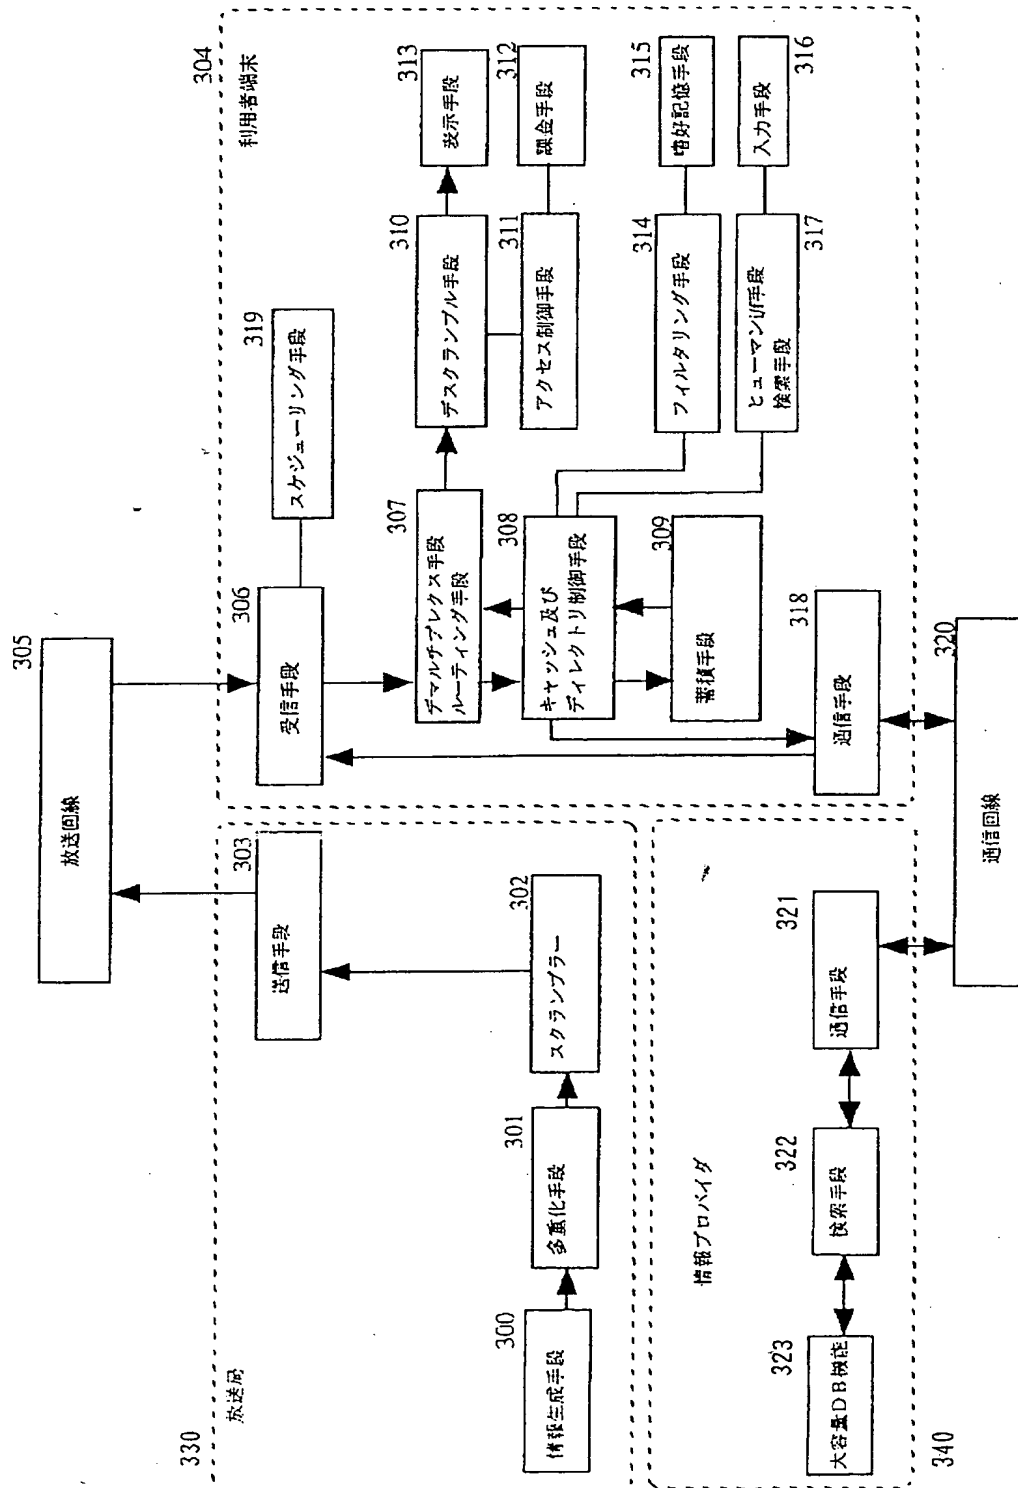 305
放送回線
330
放送局
300
情報生成手段
301
多重化手段
302
スクランブラー
303
送信手段
304
利用者端末
306
受信手段
319
スケジューリング手段
307
デマルチプレクス手段
ルーティング手段
310
デスクランブル手段
313
表示手段
308
キャッシュ及び
ディレクトリ制御手段
311
アクセス制御手段
312
課金手段
309
蓄積手段
314
フィルタリング手段
315
嗜好記憶手段
318
通信手段
317
ヒューマンi/f手段
検索手段
316
入力手段
340
情報プロバイダ
323
大容量DB機能
322
検索手段
321
通信手段
320
通信回線